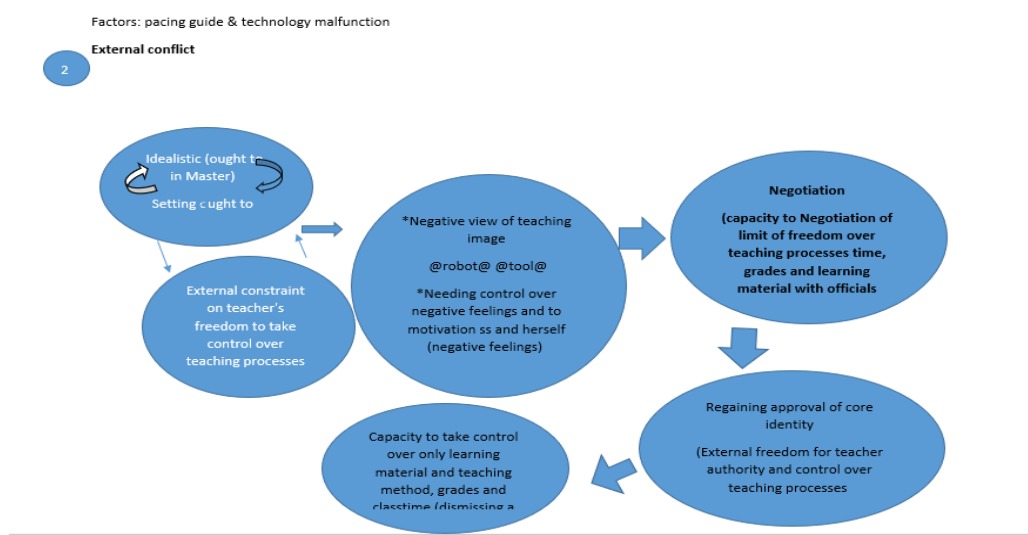 Factors: pacing guide & technology malfunction
External conflict
2
Idealistic (ought to
in Master)
Setting ought to
External constraint
on teacher's
freedom to take
control over
teaching processes
*Negative view of teaching
image
@robot@ @tool@
*Needing control over
negative feelings and to
motivation ss and herself
(negative feelings)
Negotiation
(capacity to Negotiation of
limit of freedom over
teaching processes time,
grades and learning
material with officials
Regaining approval of core
identity
(External freedom for teacher
authority and control over
teaching processes
Capacity to take control
over only learning
material and teaching
method, grades and
classtime (dismissing a